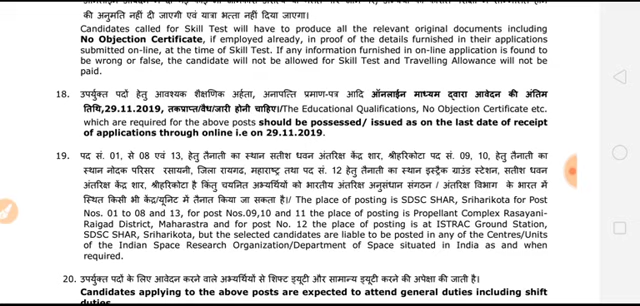 की अनुमति नहीं दी जाएगी एवं यात्रा भत्ता नहीं दिया जाएगा।
Candidates called for Skill Test will have to produce all the relevant original documents including
No Objection Certificate, if employed already, in proof of the details furnished in their applications
submitted on-line, at the time of Skill Test. If any information furnished in on-line application is found to
be wrong or false, the candidate will not be allowed for Skill Test and Travelling Allowance will not be
paid.
18. उपर्युक्त पदों हेतु आवश्यक शैक्षणिक अर्हता, अनापत्ति प्रमाण-पत्र आदि ऑनलाईन माध्यम द्वारा आवेदन की अंतिम
तिथि,29.11.2019, तकप्राप्त/वैध/जारी होनी चाहिए।/The Educational Qualifications, No Objection Certificate etc.
which are required for the above posts should be possessed/ issued as on the last date of receipt
of applications through online i.e on 29.11.2019.
19. पद सं. 01, से 08 एवं 13, हेतु तैनाती का स्थान सतीश धवन अंतरिक्ष केंद्र शार, श्रीहरिकोटा पद सं. 09, 10, हेतु तैनाती का
स्थान नोदक परिसर रसायनी, जिला रायगढ, महाराष्ट्र तथा पद सं. 12 हेतु तैनाती का स्थान इस्ट्रैक ग्राउंड स्टेशन, सतीश धवन
अंतरिक्ष केंद्र शार, श्रीहरिकोटा है किंतु चयनित अभ्यर्थियों को भारतीय अंतरिक्ष अनुसंधान संगठन / अंतरिक्ष विभाग के भारत में
स्थित किसी भी केंद्र/यूनिट में तैनात किया जा सकता है।/ The place of posting is SDSC SHAR, Sriharikota for Post
Nos. 01 to 08 and 13, for post Nos.09,10 and 11 the place of posting is Propellant Complex Rasayani-
Raigad District, Maharastra and for post No. 12 the place of posting is at ISTRAC Ground Station,
SDSC SHAR, Sriharikota, but the selected candidates are liable to be posted in any of the Centres/Units
of the Indian Space Research Organization/Department of Space situated in India as and when
required.
20. उपर्युक्त पदों के लिए आवेदन करने वाले अभ्यर्थियों से शिफ्ट ड्यूटी और सामान्य ड्यूटी करने की अपेक्षा की जाती है।
Candidates applying to the above posts are expected to attend general duties including shift
duties